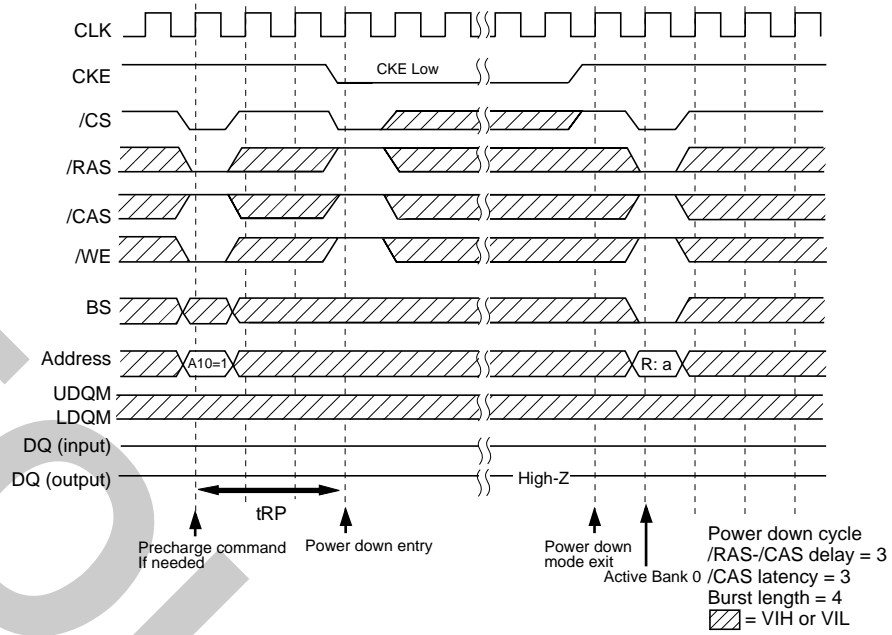 CLK
CKE
CKE Low
/CS
/RAS
/CAS
/WE
BS
Address
A10=1
R: a
UDQM
LDQM
DQ (input)
DQ (output)
High-Z
tRP
Precharge command
If needed
Power down entry
Power down
mode exit
Active Bank 0
Power down cycle
/RAS-/CAS delay = 3
/CAS latency = 3
Burst length = 4
= VIH or VIL